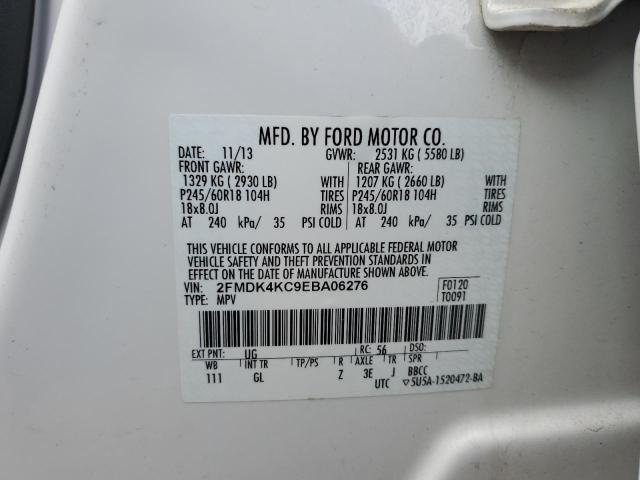 MFD. BY FORD MOTOR CO.
DATE: 11/13 GVWR: 2531 KG ( 5580 LB)
FRONT GAWR: REAR GAWR:
1329 KG ( 2930 LB) WITH 1207 KG ( 2660 LB) WITH
P245/60R18 104H TIRES P245/60R18 104H TIRES
18x8.0J RIMS 18x8.0J RIMS
AT 240 kPa/ 35 PSI COLD AT 240 kPa/ 35 PSI COLD
THIS VEHICLE CONFORMS TO ALL APPLICABLE FEDERAL MOTOR
VEHICLE SAFETY AND THEFT PREVENTION STANDARDS IN
EFFECT ON THE DATE OF MANUFACTURE SHOWN ABOVE.
VIN: 2FMDK4KC9EBA06276 F0120
TYPE: MPV T0091
EXT PNT: UG RC: 56 DSO:
WB INT TR TP/PS R AXLE TR SPR
111 GL Z 3E J BBCC
UTC ▽5U5A-1520472-BA